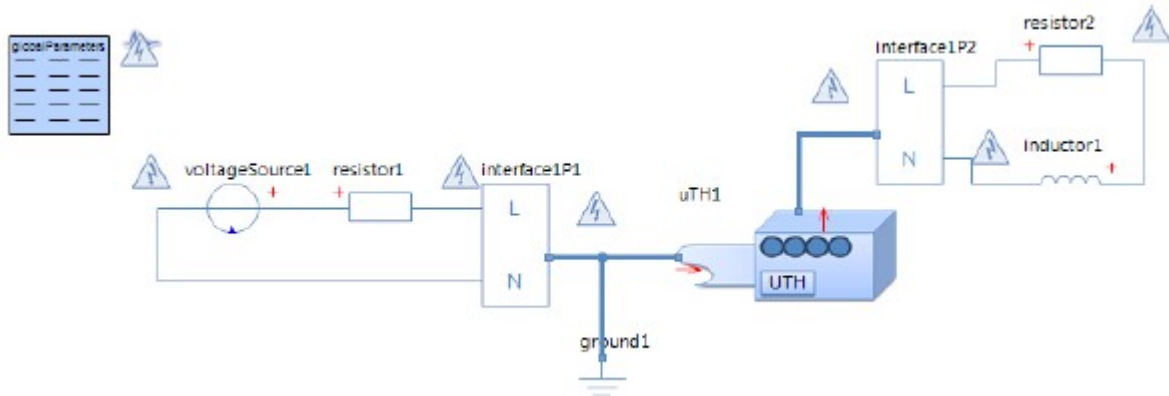 globalParameters
resistor2
interface1P2
L
N
inductor1
voltageSource1
resistor1
interface1P1
L
N
uTH1
UTH
ground1